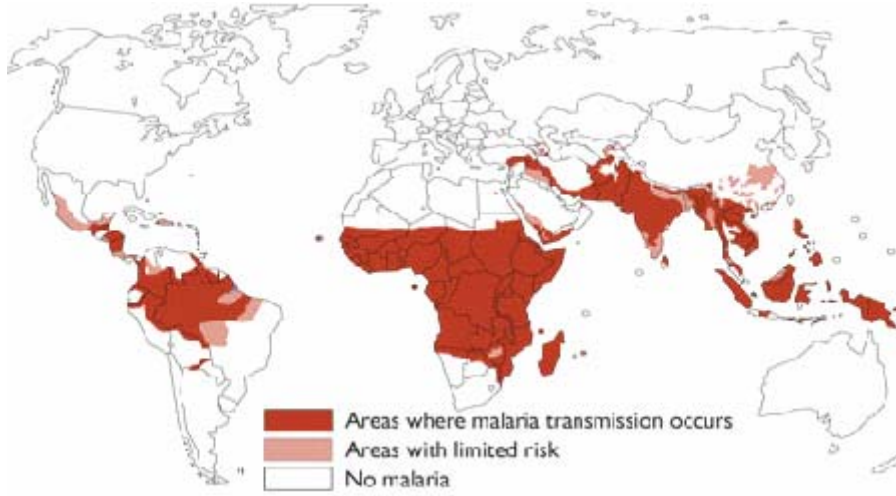 Areas where malaria transmission occurs
Areas with limited risk
No malaria